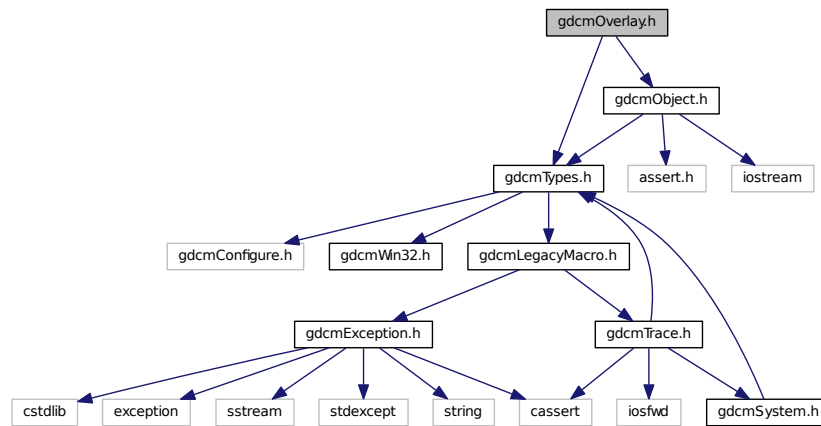 gdcmOverlay.h
gdcmObject.h
gdcmTypes.h
assert.h
iostream
gdcmConfigure.h
gdcmWin32.h
gdcmLegacyMacro.h
gdcmException.h
gdcmTrace.h
cstdlib
exception
sstream
stdexcept
string
cassert
iosfwd
gdcmSystem.h